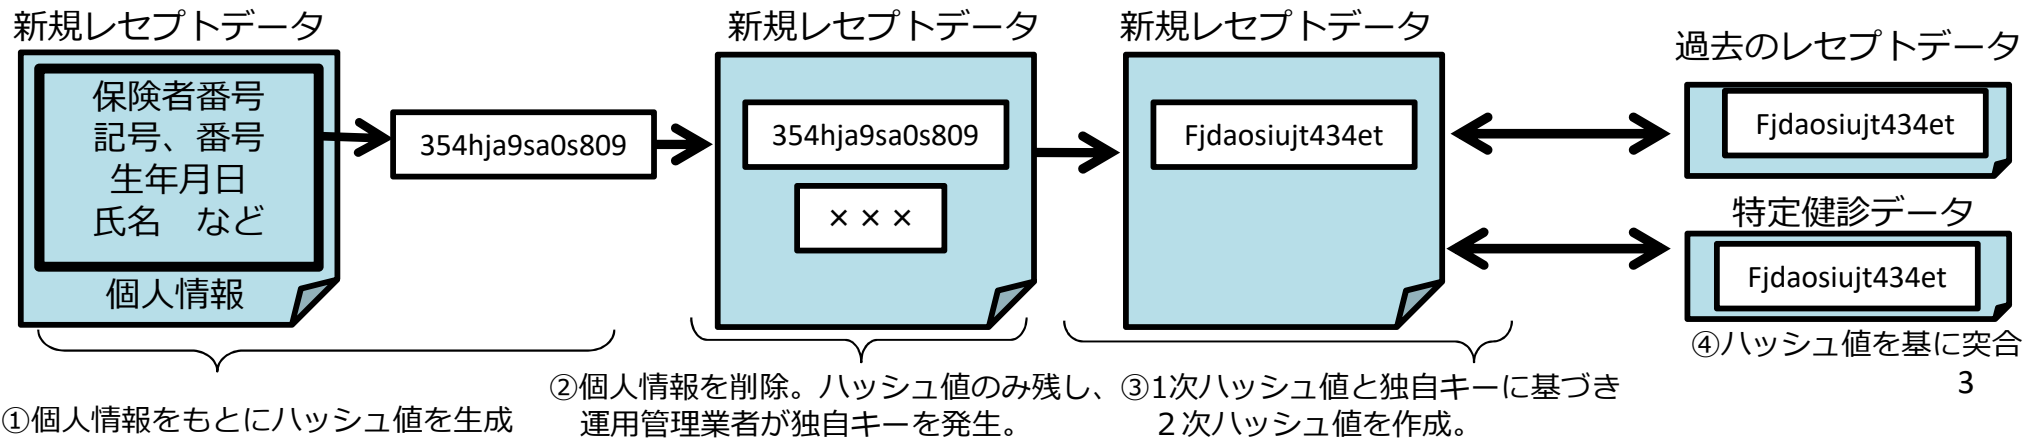 新規レセプトデータ
保険者番号
記号、番号
生年月日
氏名　など
個人情報
354hja9sa0s809
新規レセプトデータ
354hja9sa0s809
×××
新規レセプトデータ
Fjdaosiujt434et
過去のレセプトデータ
Fjdaosiujt434et
特定健診データ
Fjdaosiujt434et
①個人情報をもとにハッシュ値を生成
②個人情報を削除。ハッシュ値のみ残し、
運用管理業者が独自キーを発生。
③1次ハッシュ値と独自キーに基づき
２次ハッシュ値を作成。
④ハッシュ値を基に突合
3